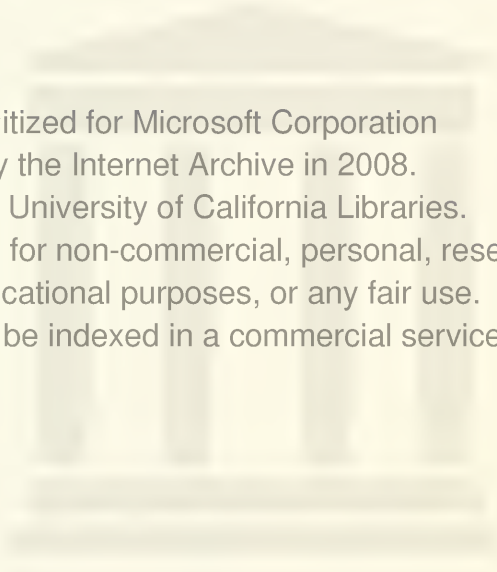 itized for Microsoft Corporation
y the Internet Archive in 2008.
University of California Libraries.
for non-commercial, personal, rese
cational purposes, or any fair use.
be indexed in a commercial service